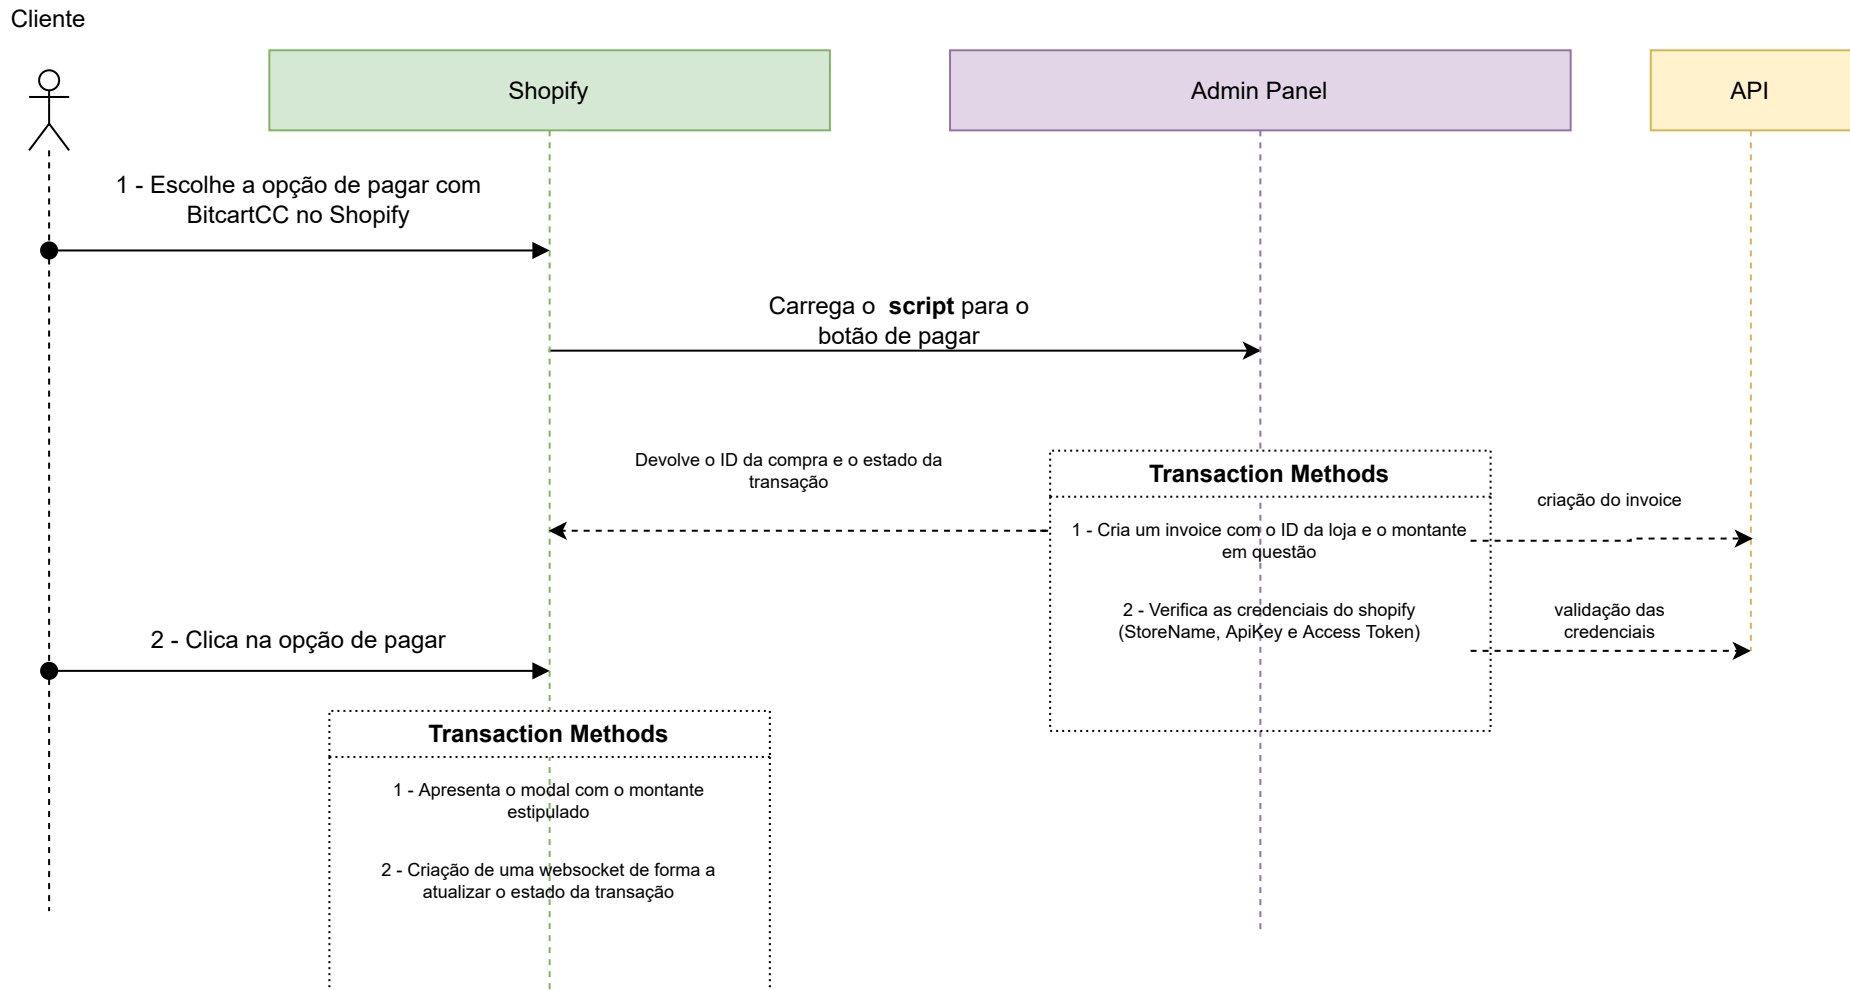 Cliente
Shopify
Admin Panel
API
1 - Escolhe a opção de pagar com
BitcartCC no Shopify
Carrega o  script para o
botão de pagar
Devolve o ID da compra e o estado da
transação
Transaction Methods
criação do invoice
1 - Cria um invoice com o ID da loja e o montante
em questão
2 - Verifica as credenciais do shopify
(StoreName, ApiKey e Access Token)
validação das
credenciais
2 - Clica na opção de pagar
Transaction Methods
1 - Apresenta o modal com o montante
estipulado
2 - Criação de uma websocket de forma a
atualizar o estado da transação